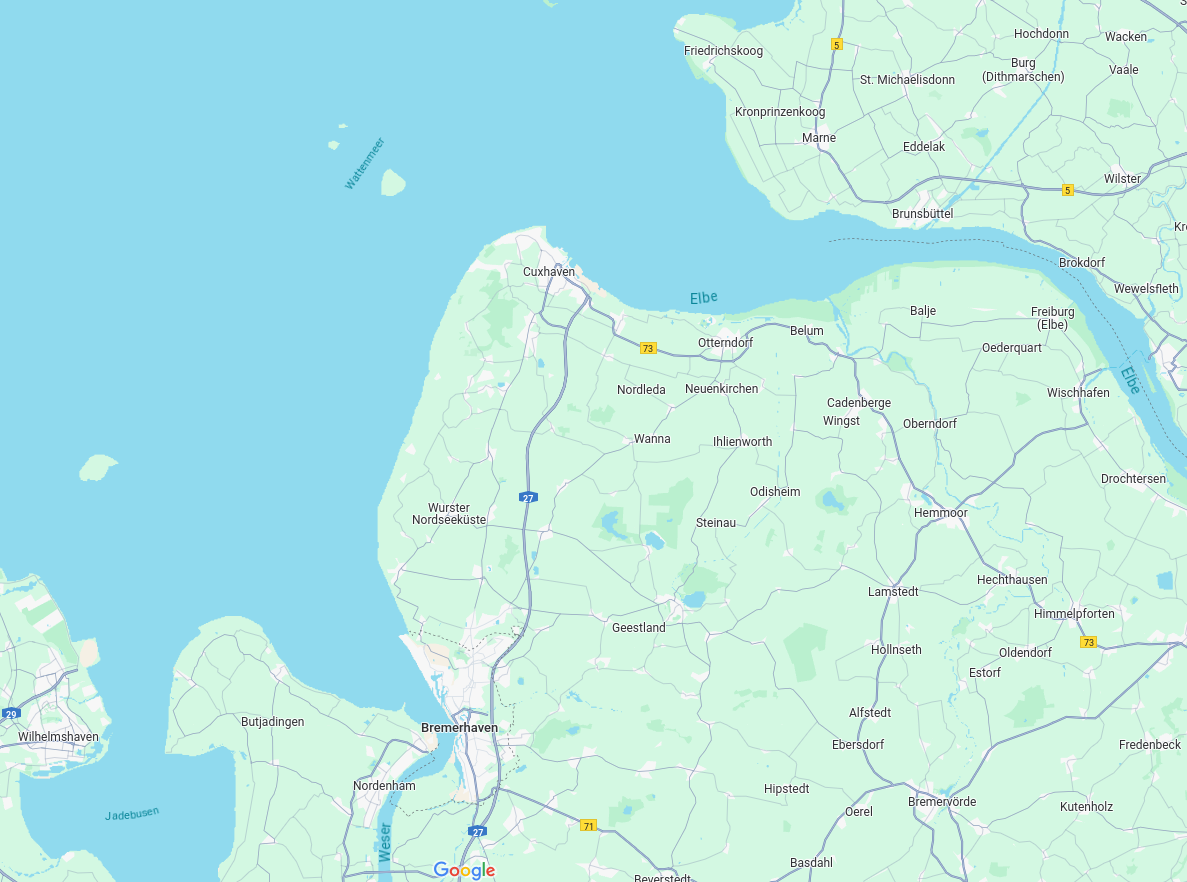 Hochdonn
Wacken
5
Friedrichskoog
Burg
(Dithmarschen)
Vaale
St. Michaelisdonn
Kronprinzenkoog
Marne
Eddelak
Wattenmeer
Wilster
5
Brunsbüttel
Brokdorf
Cuxhaven
Wewelsfleth
Elbe
Balje
Freiburg
(Elbe)
Belum
Otterndorf
73
Oederquart
Elbe
Nordleda
Neuenkirchen
Wischhafen
Cadenberge
Wingst
Oberndorf
Wanna
Ihlienworth
Drochtersen
Odisheim
27
Wurster
Nordseeküste
Hemmoor
Steinau
Hechthausen
Lamstedt
Himmelpforten
Geestland
73
Höllnseth
Oldendorf
Estorf
29
Butjadingen
Alfstedt
Bremerhaven
Wilhelmshaven
Ebersdorf
Fredenbeck
Nordenham
Hipstedt
Bremervörde
Kutenholz
Oerel
Jadebusen
71
27
Weser
Basdahl
Google
Beverstedt